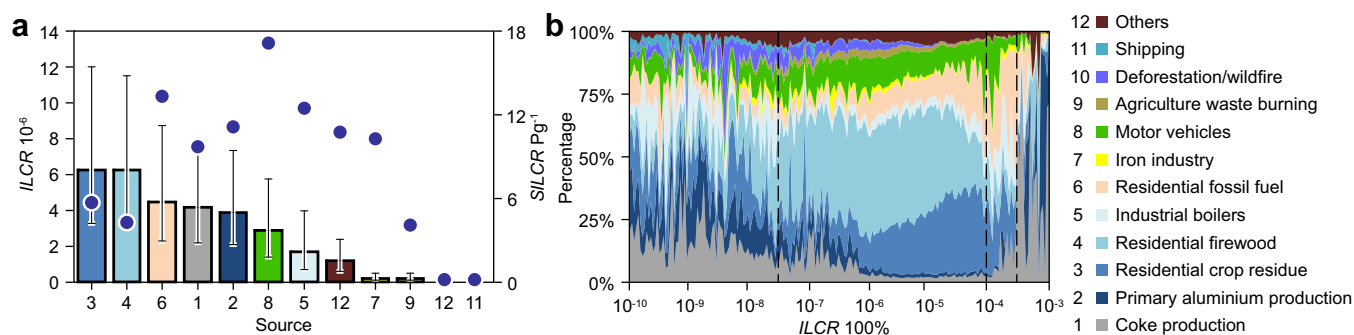 a
14
12
10
8
6
4
2
0
ILCR 10-6
18
12
6
0
SILCR Pg-1
3 4 6 1 2 8 5 12 7 9 12 11
Source
b
100%
75%
50%
25%
0%
Percentage
10-10 10-9 10-8 10-7 10-6 10-5 10-4 10-3
ILCR 100%
12 Others
11 Shipping
10 Deforestation/wildfire
9 Agriculture waste burning
8 Motor vehicles
7 Iron industry
6 Residential fossil fuel
5 Industrial boilers
4 Residential firewood
3 Residential crop residue
2 Primary aluminium production
1 Coke production